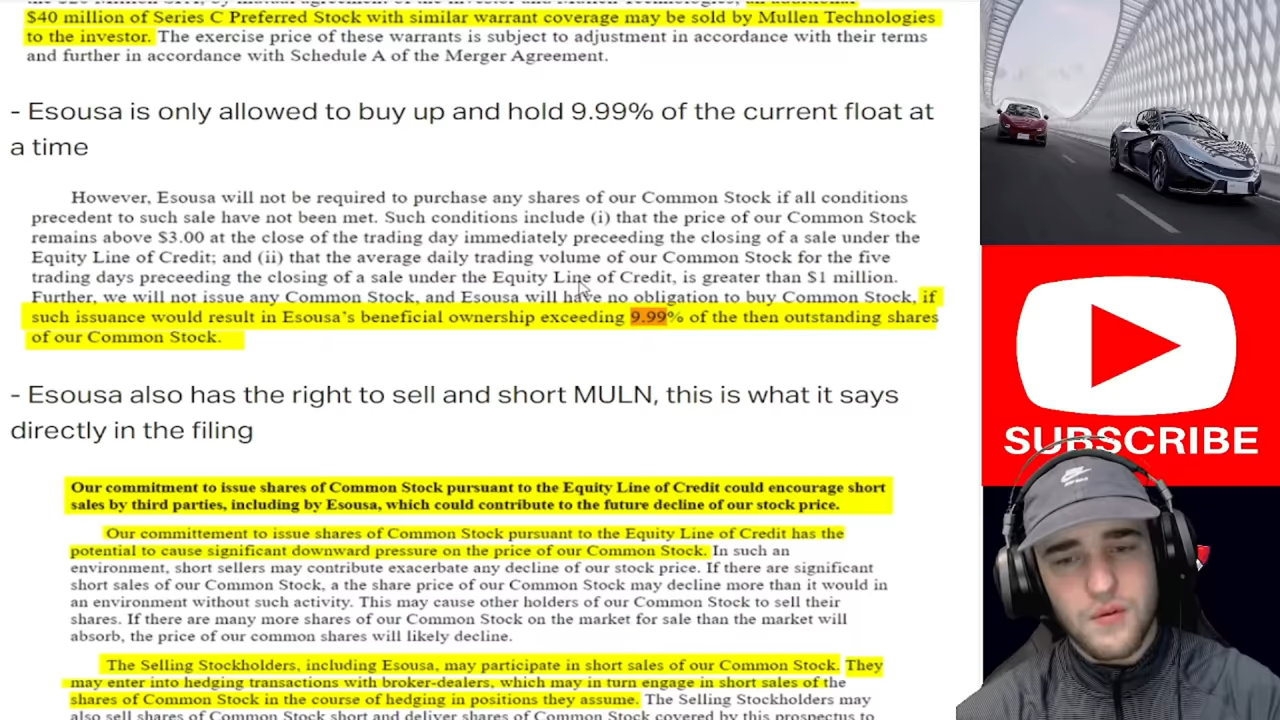 $40 million of Series C Preferred Stock with similar warrant coverage may be sold by Mullen Technologies
to the investor. The exercise price of these warrants is subject to adjustment in accordance with their terms
and further in accordance with Schedule A of the Merger Agreement.
- Esousa is only allowed to buy up and hold 9.99% of the current float at
a time
However, Esousa will not be required to purchase any shares of our Common Stock if all conditions
precedent to such sale have not been met. Such conditions include (i) that the price of our Common Stock
remains above $3.00 at the close of the trading day immediately preceeding the closing of a sale under the
Equity Line of Credit; and (ii) that the average daily trading volume of our Common Stock for the five
trading days preceeding the closing of a sale under the Equity Line of Credit, is greater than $1 million.
Further, we will not issue any Common Stock, and Esousa will have no obligation to buy Common Stock, if
such issuance would result in Esousa's beneficial ownership exceeding 9.99% of the then outstanding shares
of our Common Stock.
- Esousa also has the right to sell and short MULN, this is what it says
directly in the filing
Our commitment to issue shares of Common Stock pursuant to the Equity Line of Credit could encourage short
sales by third parties, including by Esousa, which could contribute to the future decline of our stock price.
Our committement to issue shares of Common Stock pursuant to the Equity Line of Credit has the
potential to cause significant downward pressure on the price of our Common Stock. In such an
environment, short sellers may contribute exacerbate any decline of our stock price. If there are significant
short sales of our Common Stock, a the share price of our Common Stock may decline more than it would in
an environment without such activity. This may cause other holders of our Common Stock to sell their
shares. If there are many more shares of our Common Stock on the market for sale than the market will
absorb, the price of our common shares will likely decline.
The Selling Stockholders, including Esousa, may participate in short sales of our Common Stock. They
may enter into hedging transactions with broker-dealers, which may in turn engage in short sales of the
shares of Common Stock in the course of hedging in positions they assume. The Selling Stockholders may
also sell shares of Common Stock short and deliver shares of Common Stock covered by this prospectus to
SUBSCRIBE